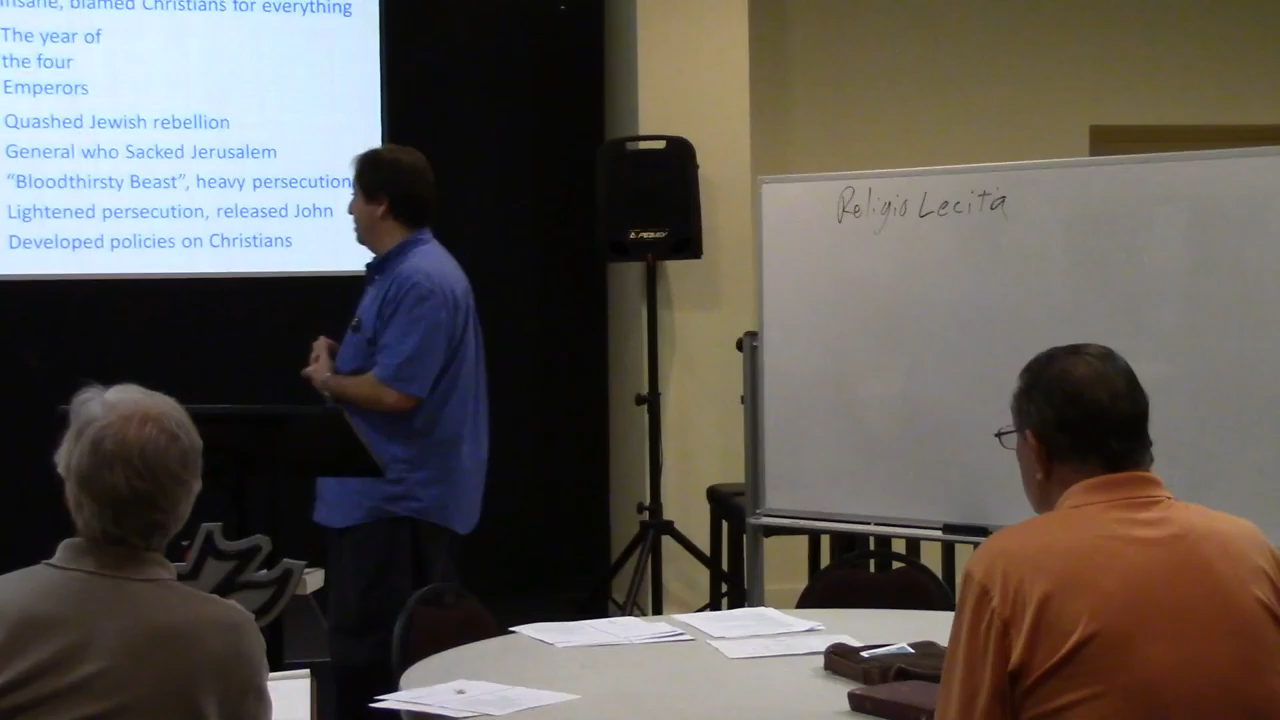 insane, blamed Christians for everything
The year of
the four
Emperors
Quashed Jewish rebellion
General who Sacked Jerusalem
“Bloodthirsty Beast”, heavy persecution
Lightened persecution, released John
Developed policies on Christians
PEAVEY
Religio Lecita